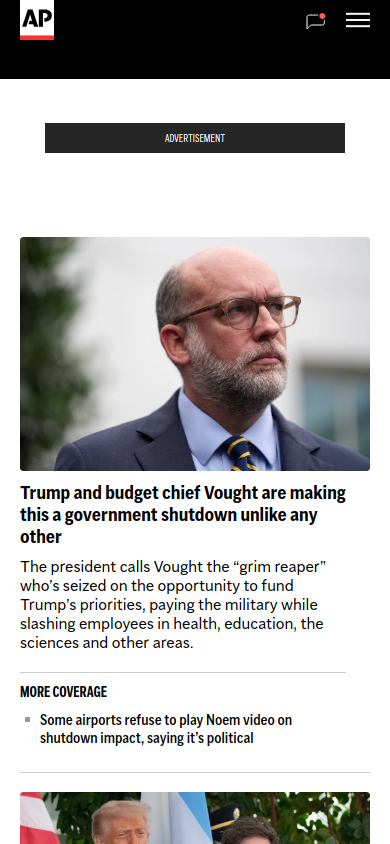 AP
ADVERTISEMENT
Trump and budget chief Vought are making
this a government shutdown unlike any
other
The president calls Vought the “grim reaper”
who’s seized on the opportunity to fund
Trump’s priorities, paying the military while
slashing employees in health, education, the
sciences and other areas.
MORE COVERAGE
Some airports refuse to play Noem video on
shutdown impact, saying it’s political